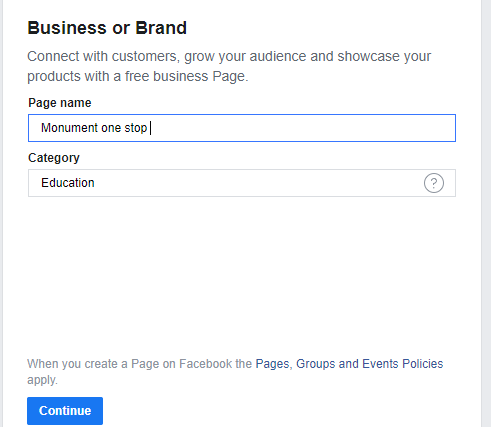 Business or Brand
Connect with customers, grow your audience and showcase your
products with a free business Page.
Page name
Monument one stop
Category
Education
?
When you create a Page on Facebook the Pages, Groups and Events Policies
apply.
Continue